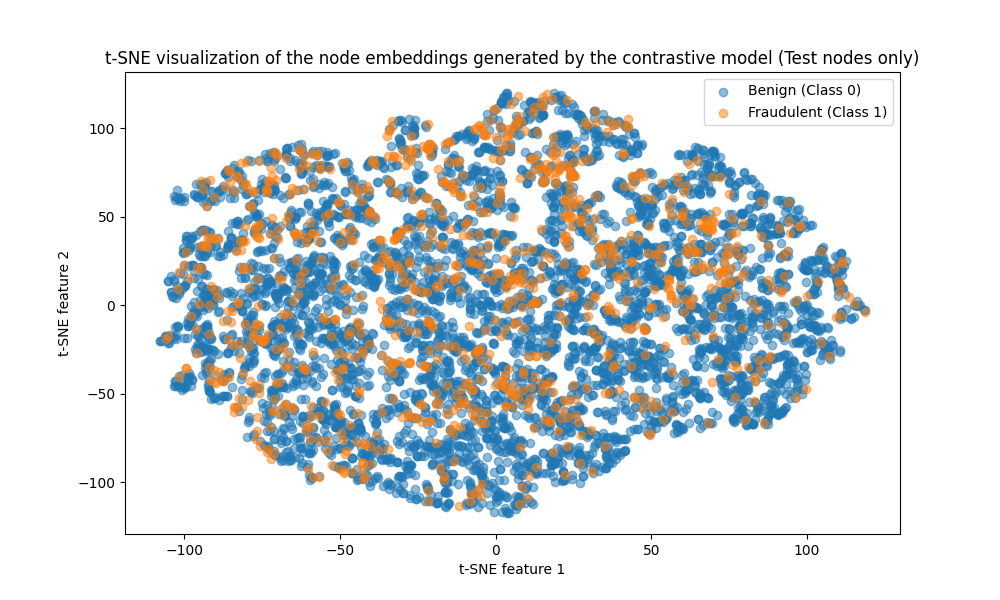 t-SNE visualization of the node embeddings generated by the contrastive model (Test nodes only)
Benign (Class 0)
Fraudulent (Class 1)
100
50
0
−50
−100
t-SNE feature 2
−100 −50 0 50 100
t-SNE feature 1